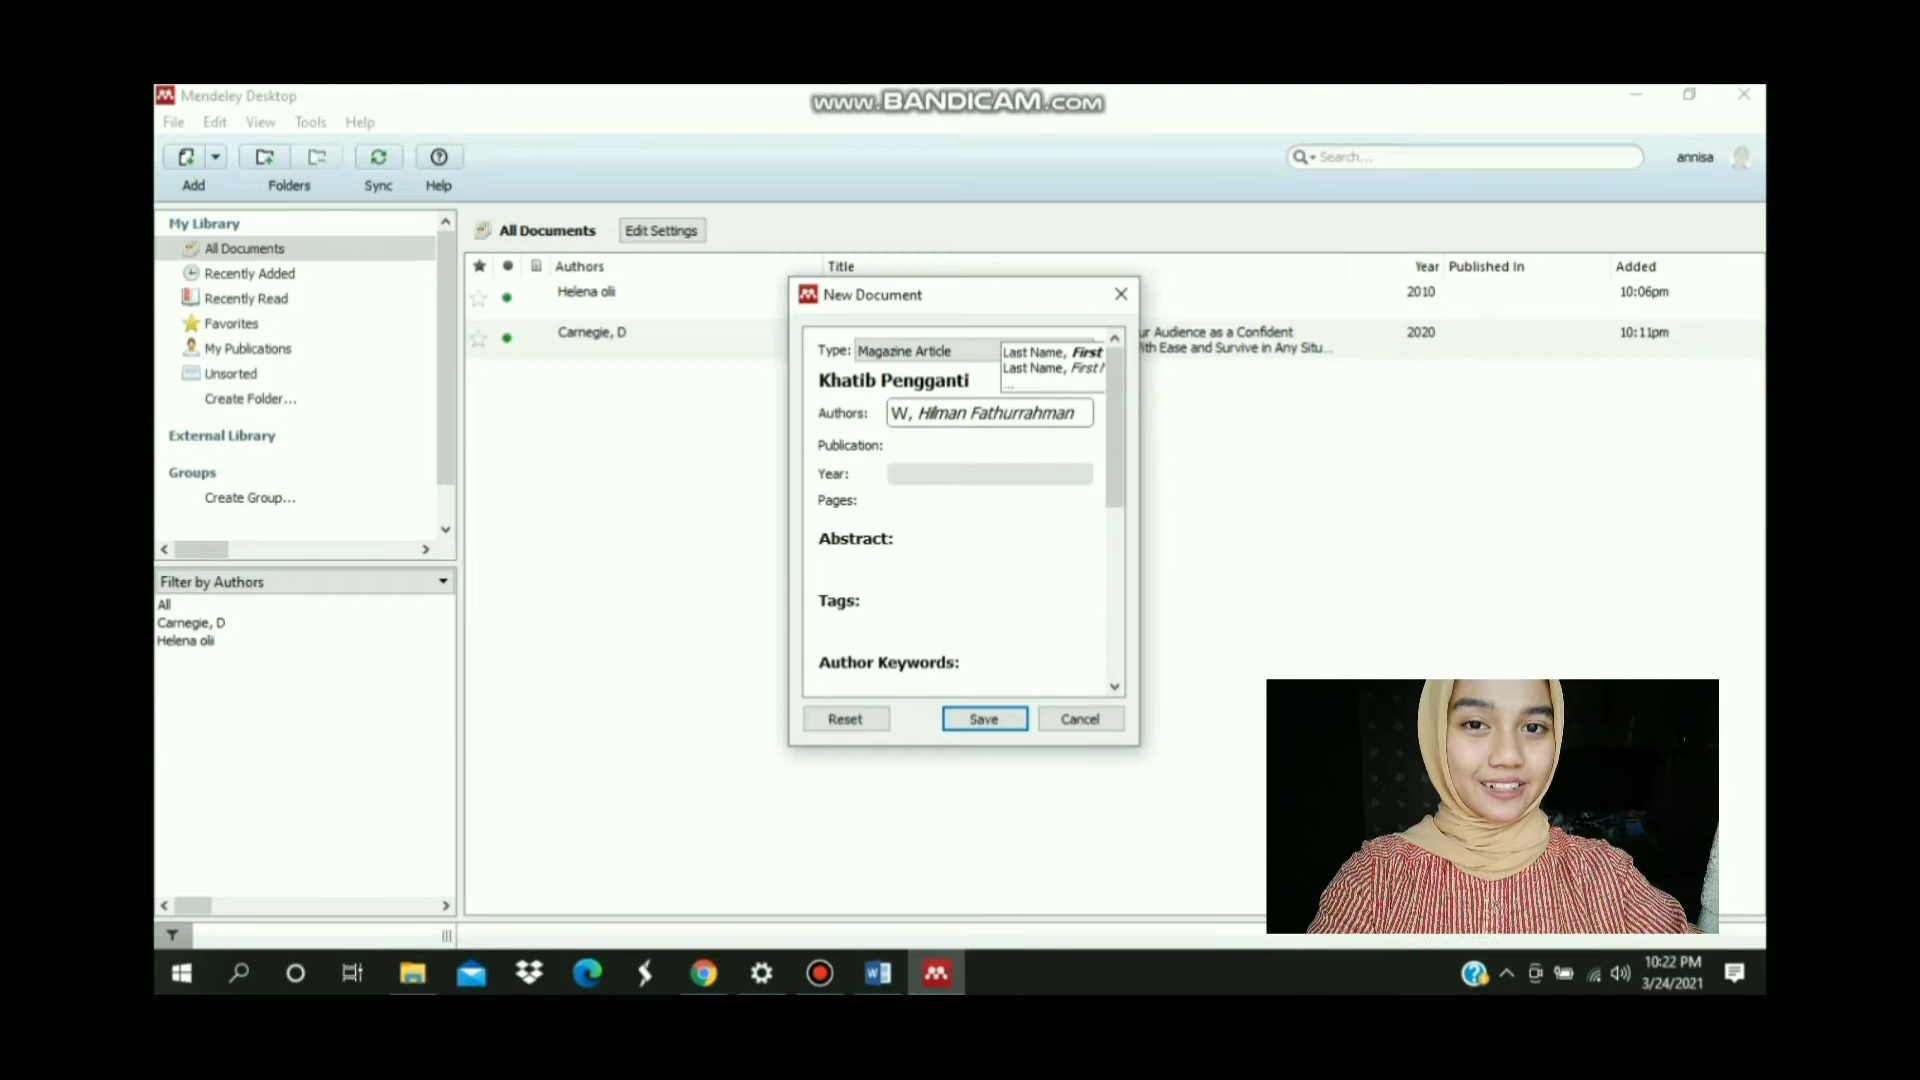 Mendeley Desktop
www.BANDICAM.com
File Edit View Tools Help
Search...
annisa
Add Folders Sync Help
My Library
All Documents
Recently Added
Recently Read
Favorites
My Publications
Unsorted
Create Folder...
External Library
Groups
Create Group...
Filter by Authors
All
Carnegie, D
Helena oli
All Documents Edit Settings
Authors Title Year Published In Added
Helena oli 2010 10:06pm
Carnegie, D ur Audience as a Confident 2020 10:11pm
ith Ease and Survive in Any Situ...
New Document
Type: Magazine Article
Last Name, First
Last Name, First
...
Khatib Pengganti
Authors: W, Hilman Fathurrahman
Publication:
Year:
Pages:
Abstract:
Tags:
Author Keywords:
Reset Save Cancel
10:22 PM
3/24/2021